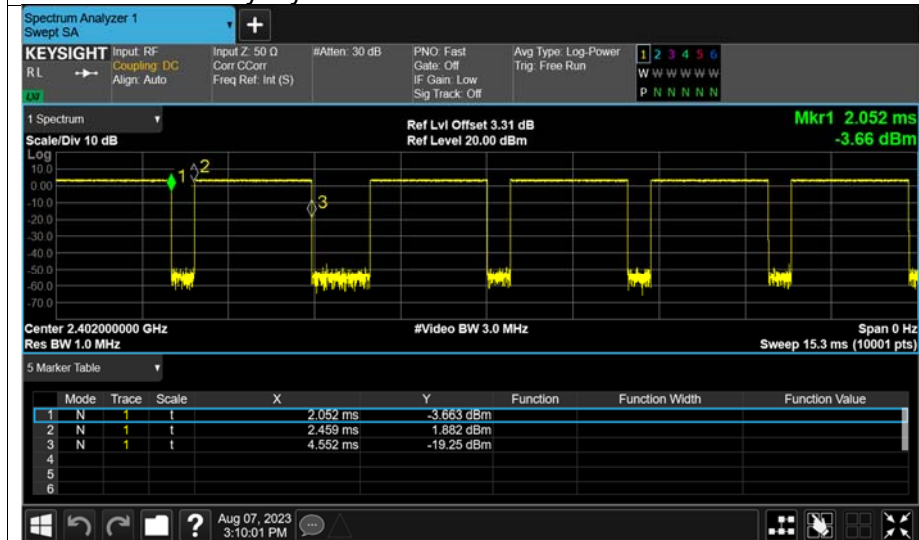 Spectrum Analyzer 1
Swept SA
+
KEYSIGHT Input: RF Input Z: 50 Ω #Atten: 30 dB PNO: Fast Avg Type: Log-Power 1 2 3 4 5 6
RL Coupling: DC Corr CCorr Gate: Off Trig: Free Run W W W W W W
Align: Auto Freq Ref: Int (S) IF Gain: Low
LXI Sig Track: Off P N N N N N
1 Spectrum Ref Lvl Offset 3.31 dB Mkr1 2.052 ms
Scale/Div 10 dB Ref Level 20.00 dBm -3.66 dBm
Log
10.0
0.00
-10.0
-20.0
-30.0
-40.0
-50.0
-60.0
-70.0
1
2
3
Center 2.402000000 GHz #Video BW 3.0 MHz Span 0 Hz
Res BW 1.0 MHz Sweep 15.3 ms (10001 pts)
5 Marker Table
Mode Trace Scale X Y Function Function Width Function Value
1 N 1 t 2.052 ms -3.663 dBm
2 N 1 t 2.459 ms 1.882 dBm
3 N 1 t 4.552 ms -19.25 dBm
4
5
6
? Aug 07, 2023
3:10:01 PM